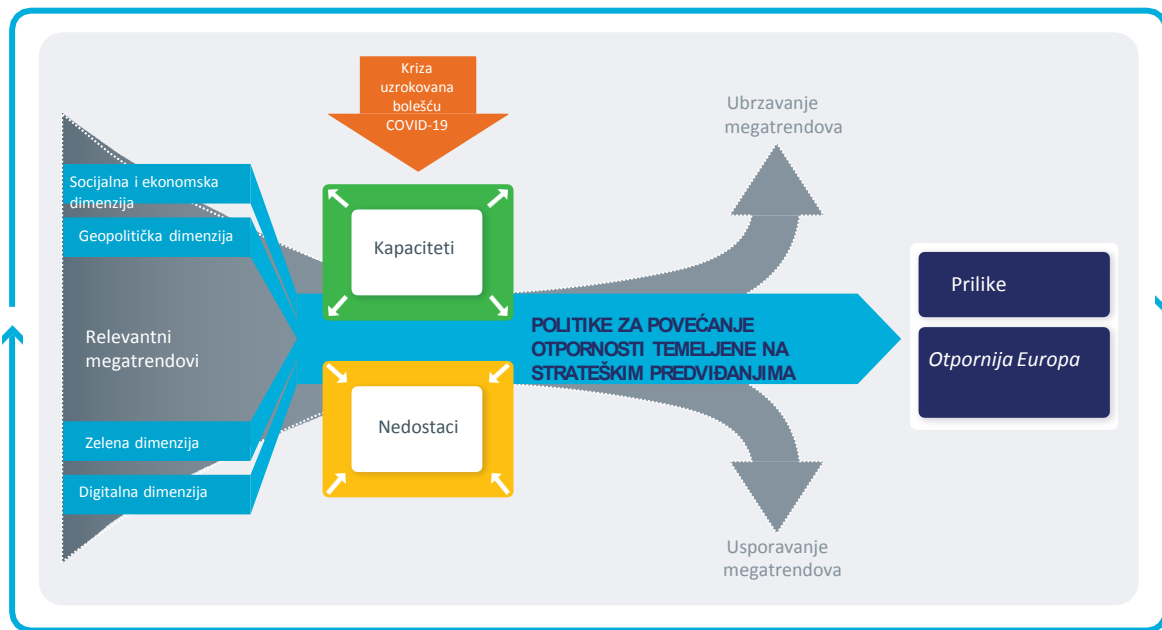 Kriza
uzrokovana
bolešću
COVID-19
Ubrzavanje
megatrendova
Socijalna i ekonomska
dimenzija
Geopolitička dimenzija
Kapaciteti
Prilike
Relevantni
megatrendovi
POLITIKE ZA POVEĆANJE
OTPORNOSTI TEMELJENE NA
STRATEŠKIM PREDVIĐANJIMA
Otpornija Europa
Nedostaci
Zelena dimenzija
Digitalna dimenzija
Usporavanje
megatrendova